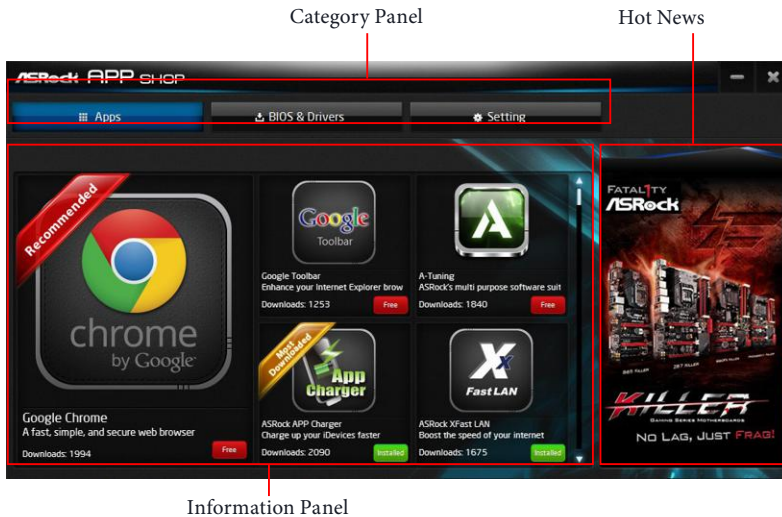 Category Panel
Hot News
ASRock APP SHOP
Apps
BIOS & Drivers
Setting
Recommended
chrome
by Google
Google Chrome
A fast, simple, and secure web browser
Downloads: 1994
Free
Google
Toolbar
Google Toolbar
Enhance your Internet Explorer brow
Downloads: 1253
Free
A-Tuning
ASRock's multi purpose software suit
Downloads: 1840
Free
Most
Downloaded
App
Charger
ASRock APP Charger
Charge up your iDevices faster
Downloads: 2090
Installed
X
Fast LAN
ASRock XFast LAN
Boost the speed of your internet
Downloads: 1675
Installed
FATAL1TY
ASRock
KILLER
GAMING SERIES MOTHERBOARDS
NO LAG, JUST FRAG!
Information Panel